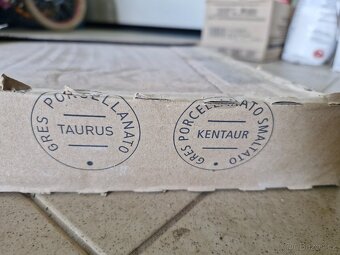 GRES PORCELLANATO
TAURUS
GRES PORCELLANATO SMALTATO
KENTAUR